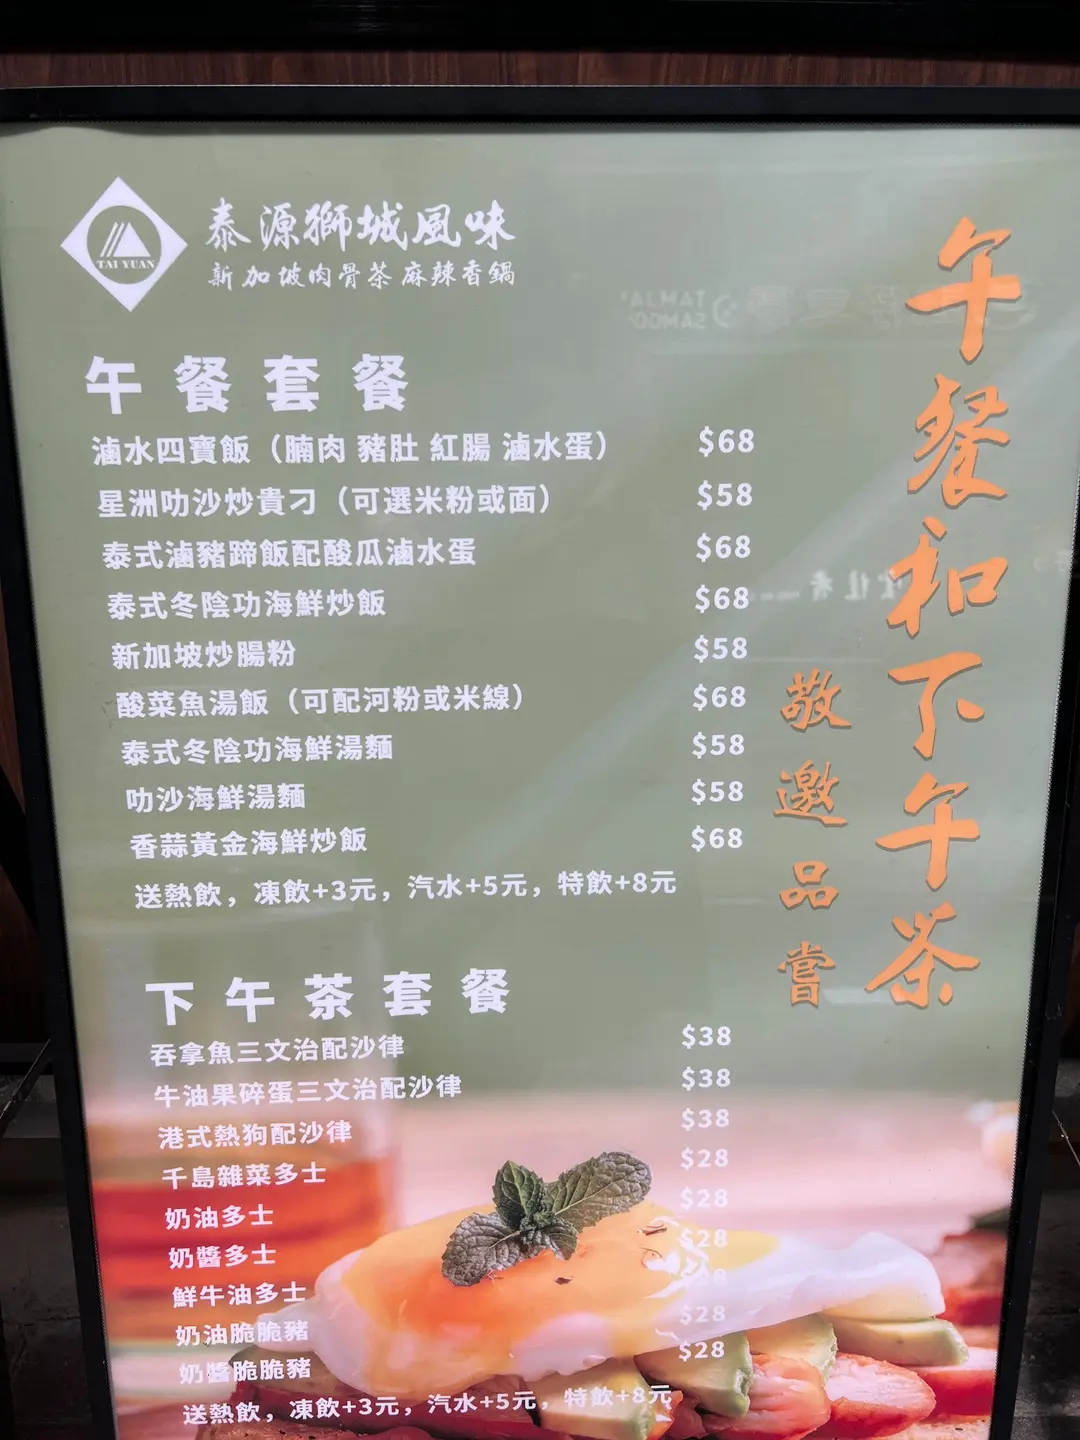 泰源獅城風味
TAI YUAN
新加坡肉骨茶麻辣香鍋
午餐和下午茶
敬邀品嘗
午餐套餐
滷水四寶飯（腩肉 豬肚 紅腸 滷水蛋） $68
星洲叻沙炒貴刁（可選米粉或面） $58
泰式滷豬蹄飯配酸瓜滷水蛋 $68
泰式冬陰功海鮮炒飯 $68
新加坡炒腸粉 $58
酸菜魚湯飯（可配河粉或米線） $68
泰式冬陰功海鮮湯麵 $58
叻沙海鮮湯麵 $58
香蒜黃金海鮮炒飯 $68
送熱飲，凍飲+3元，汽水+5元，特飲+8元
下午茶套餐
吞拿魚三文治配沙律 $38
牛油果碎蛋三文治配沙律 $38
港式熱狗配沙律 $38
千島雜菜多士 $28
奶油多士 $28
奶醬多士 $28
鮮牛油多士
奶油脆脆豬 $28
奶醬脆脆豬 $28
送熱飲，凍飲+3元，汽水+5元，特飲+8元